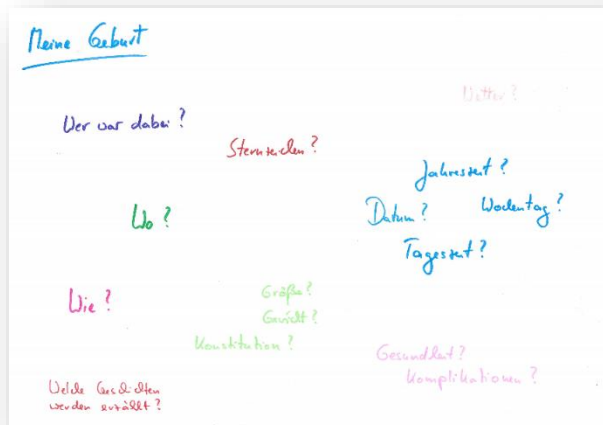 Meine Geburt
Wetter?
Wer war dabei?
Sternzeichen?
Jahreszeit?
Wo?
Datum?
Wochentag?
Tageszeit?
Wie?
Größe?
Gewicht?
Konstitution?
Gesundheit?
Komplikationen?
Welche Geschichten
werden erzählt?